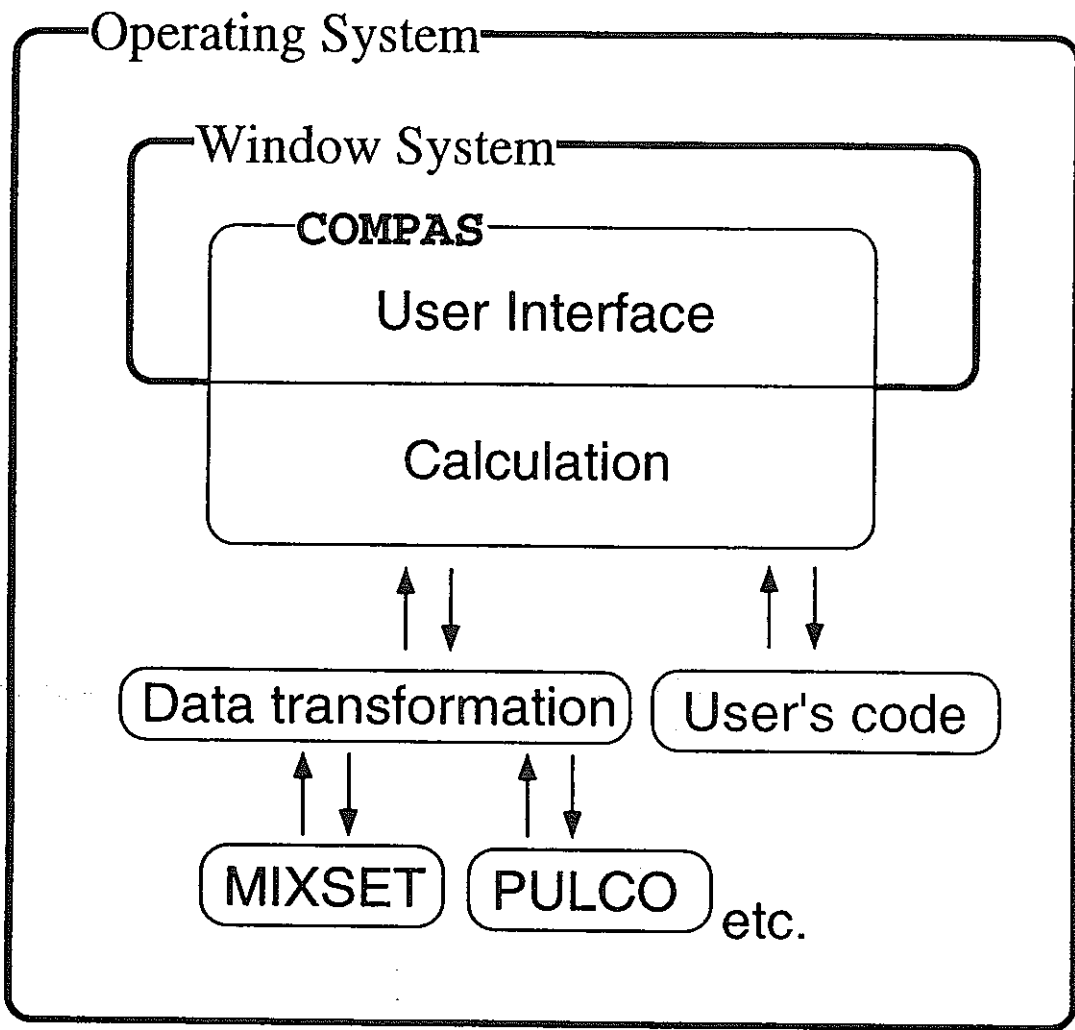 Operating System
Window System
COMPAS
User Interface
Calculation
Data transformation
User's code
MIXSET
PULCO
etc.